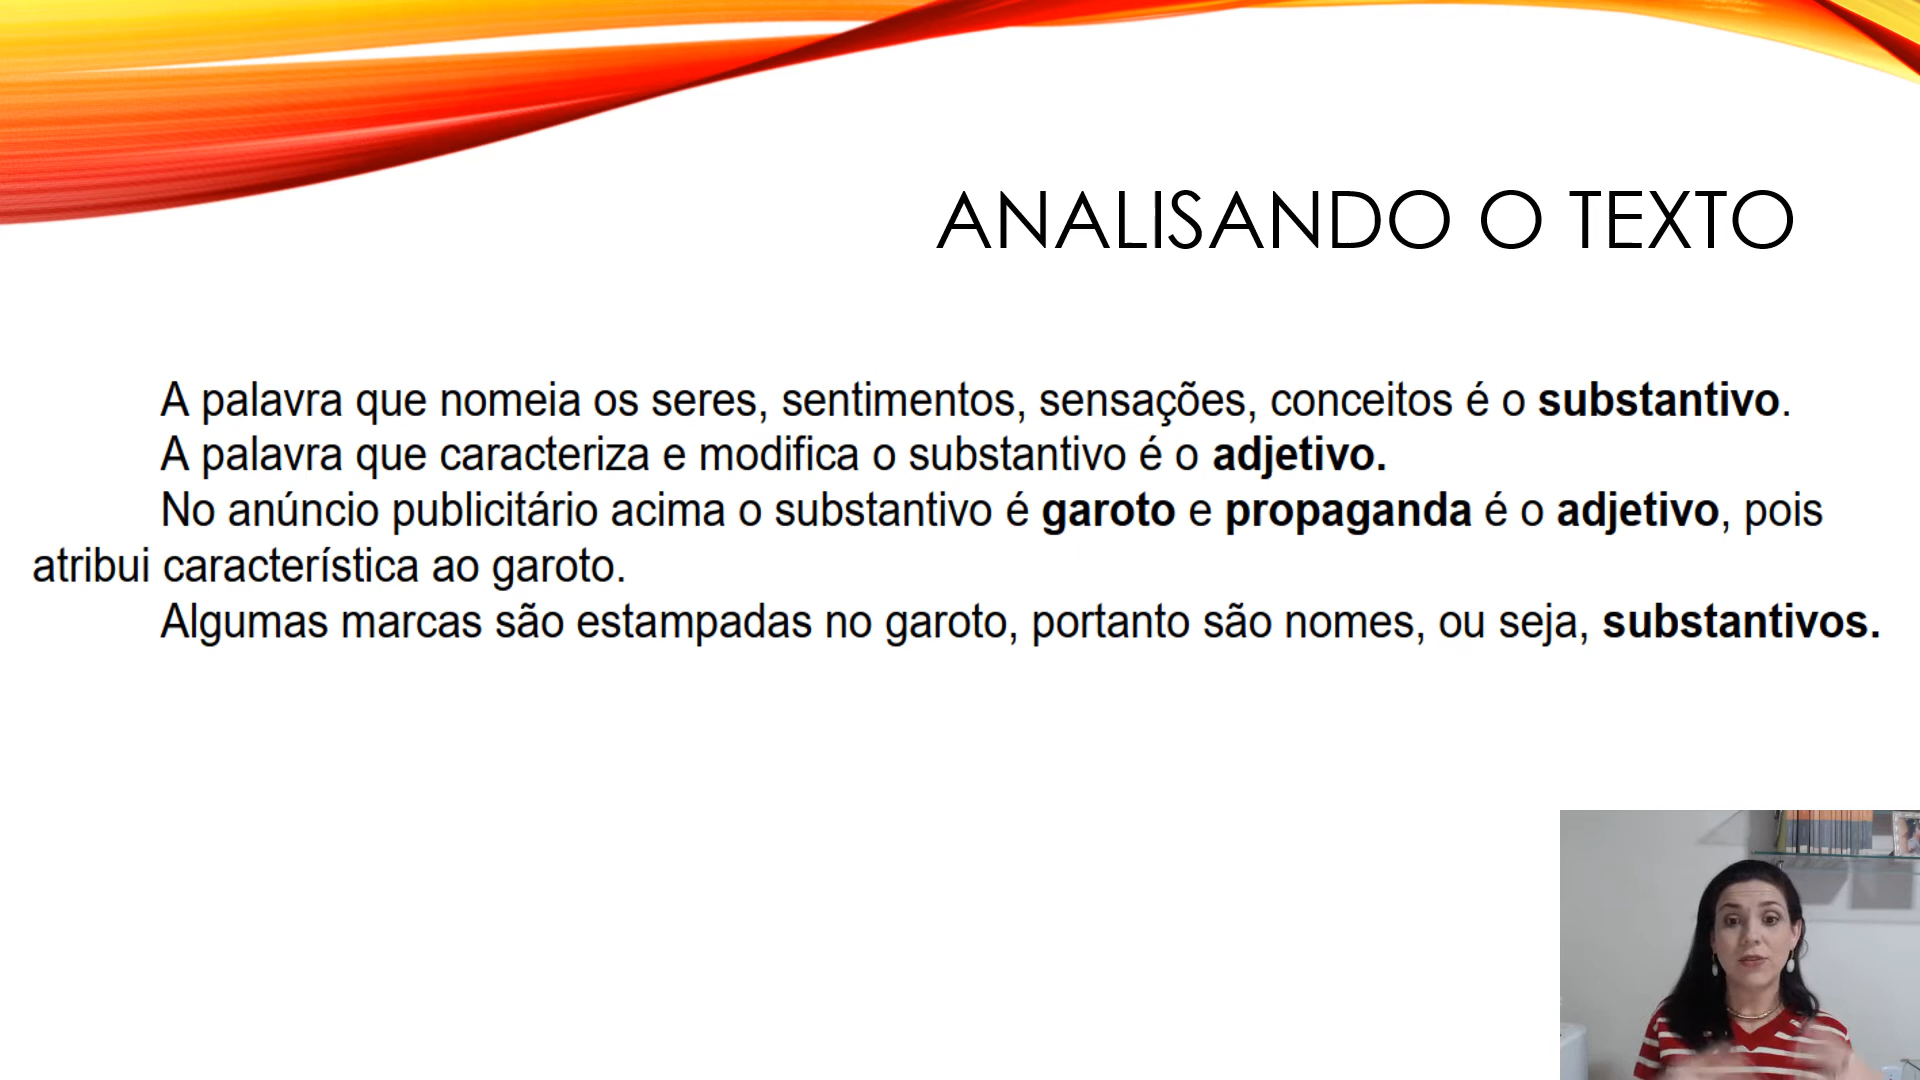 ANALISANDO O TEXTO
A palavra que nomeia os seres, sentimentos, sensações, conceitos é o substantivo.
A palavra que caracteriza e modifica o substantivo é o adjetivo.
No anúncio publicitário acima o substantivo é garoto e propaganda é o adjetivo, pois
atribui característica ao garoto.
Algumas marcas são estampadas no garoto, portanto são nomes, ou seja, substantivos.